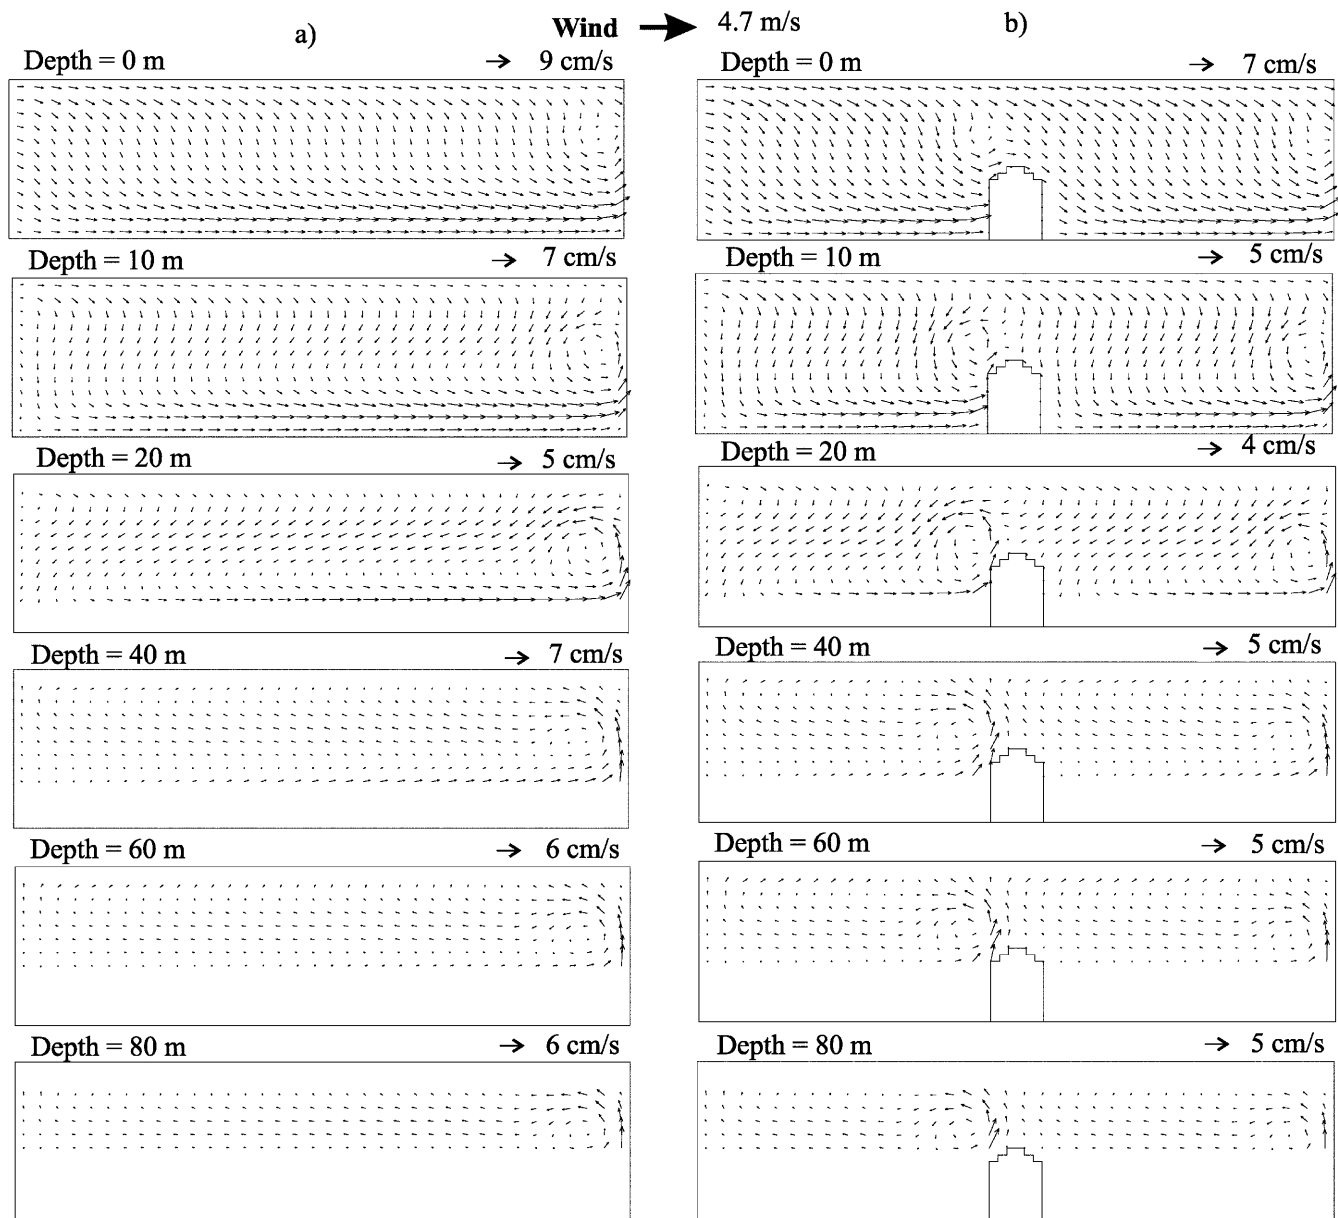 a) Wind 4.7 m/s b)
Depth = 0 m 9 cm/s Depth = 0 m 7 cm/s
Depth = 10 m 7 cm/s Depth = 10 m 5 cm/s
Depth = 20 m 5 cm/s Depth = 20 m 4 cm/s
Depth = 40 m 7 cm/s Depth = 40 m 5 cm/s
Depth = 60 m 6 cm/s Depth = 60 m 5 cm/s
Depth = 80 m 6 cm/s Depth = 80 m 5 cm/s